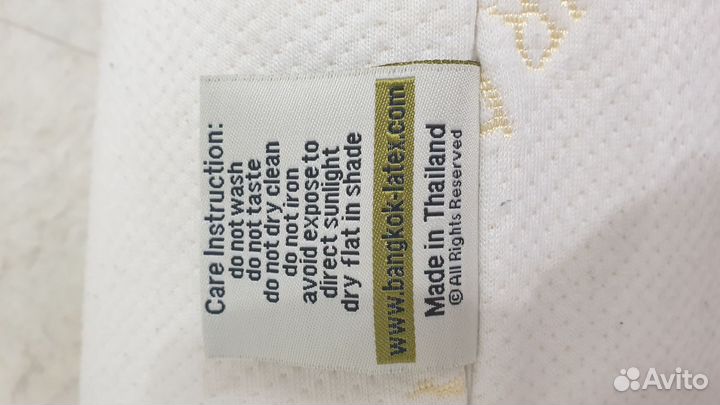 Care Instruction:
do not wash
do not taste
do not dry clean
do not iron
avoid expose to
direct sunlight
dry flat in shade
www.bangkok-latex.com
Made in Thailand
© All Rights Reserved
Avito